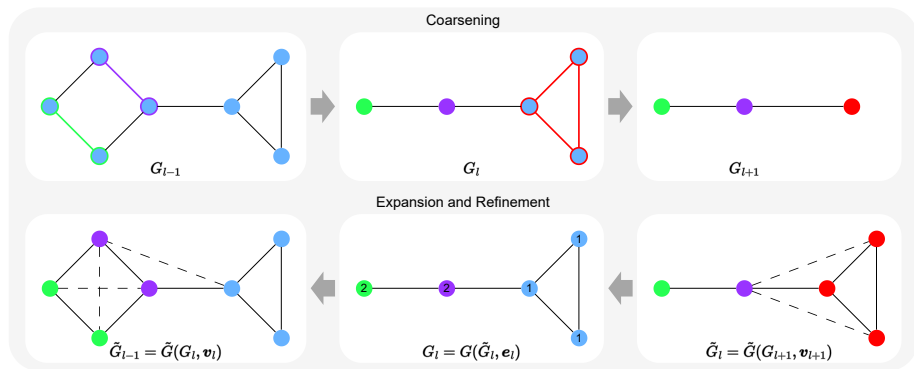 Coarsening
G_{l−1}
G_l
G_{l+1}
Expansion and Refinement
1
2 2 1
1
G̃_{l−1} = G̃(G_l, v_l)
G_l = G(G̃_l, e_l)
G̃_l = G̃(G_{l+1}, v_{l+1})